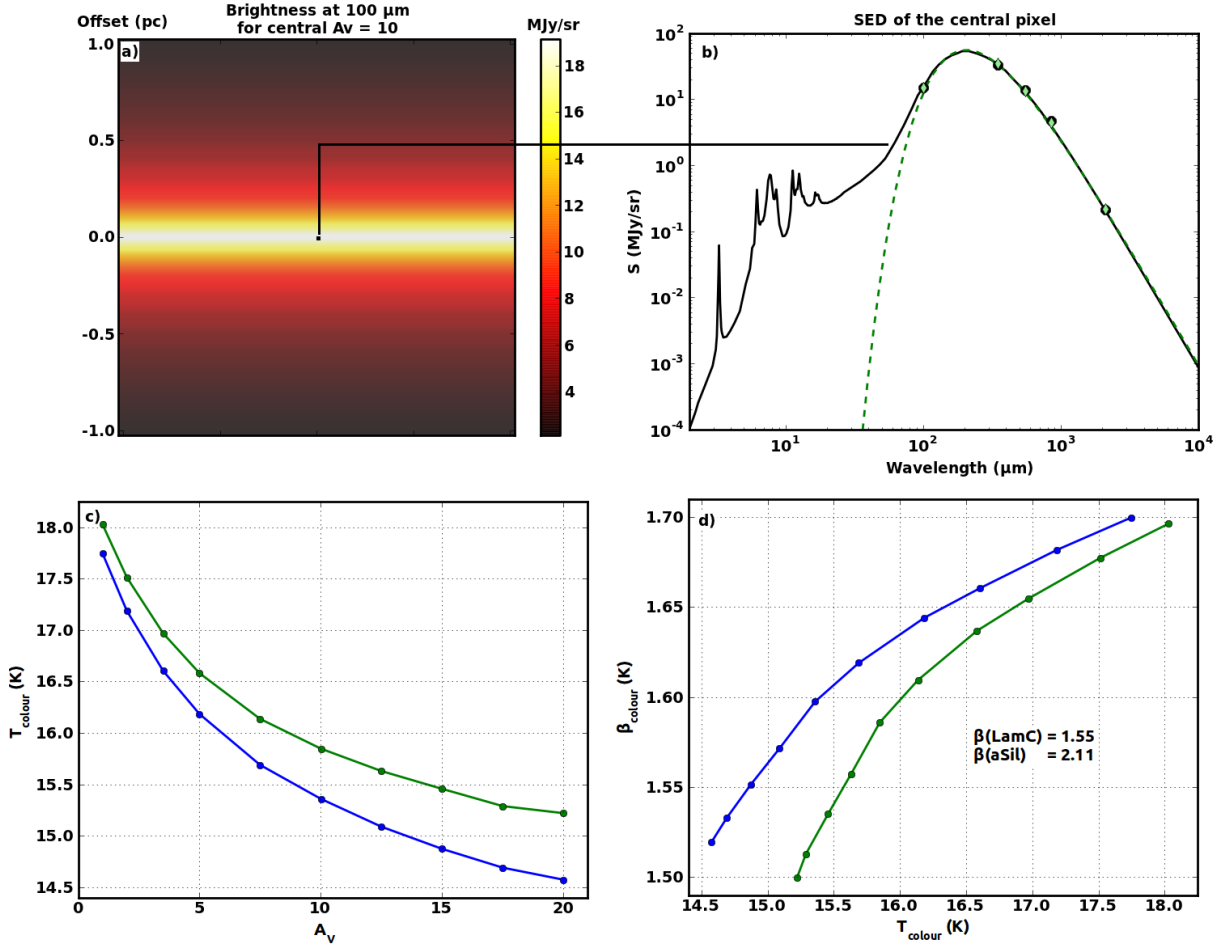 Offset (pc)
Brightness at 100 µm
for central Av = 10
MJy/sr
a)
1.0
0.5
0.0
-0.5
-1.0
18
16
14
12
10
8
6
4
SED of the central pixel
b)
10²
10¹
10⁰
10⁻¹
10⁻²
10⁻³
10⁻⁴
S (MJy/sr)
10¹ 10² 10³ 10⁴
Wavelength (µm)
c)
18.0
17.5
17.0
16.5
16.0
15.5
15.0
14.5
T_colour (K)
0 5 10 15 20
A_V
d)
1.70
1.65
1.60
1.55
1.50
β_colour (K)
β(LamC) = 1.55
β(aSil) = 2.11
14.5 15.0 15.5 16.0 16.5 17.0 17.5 18.0
T_colour (K)